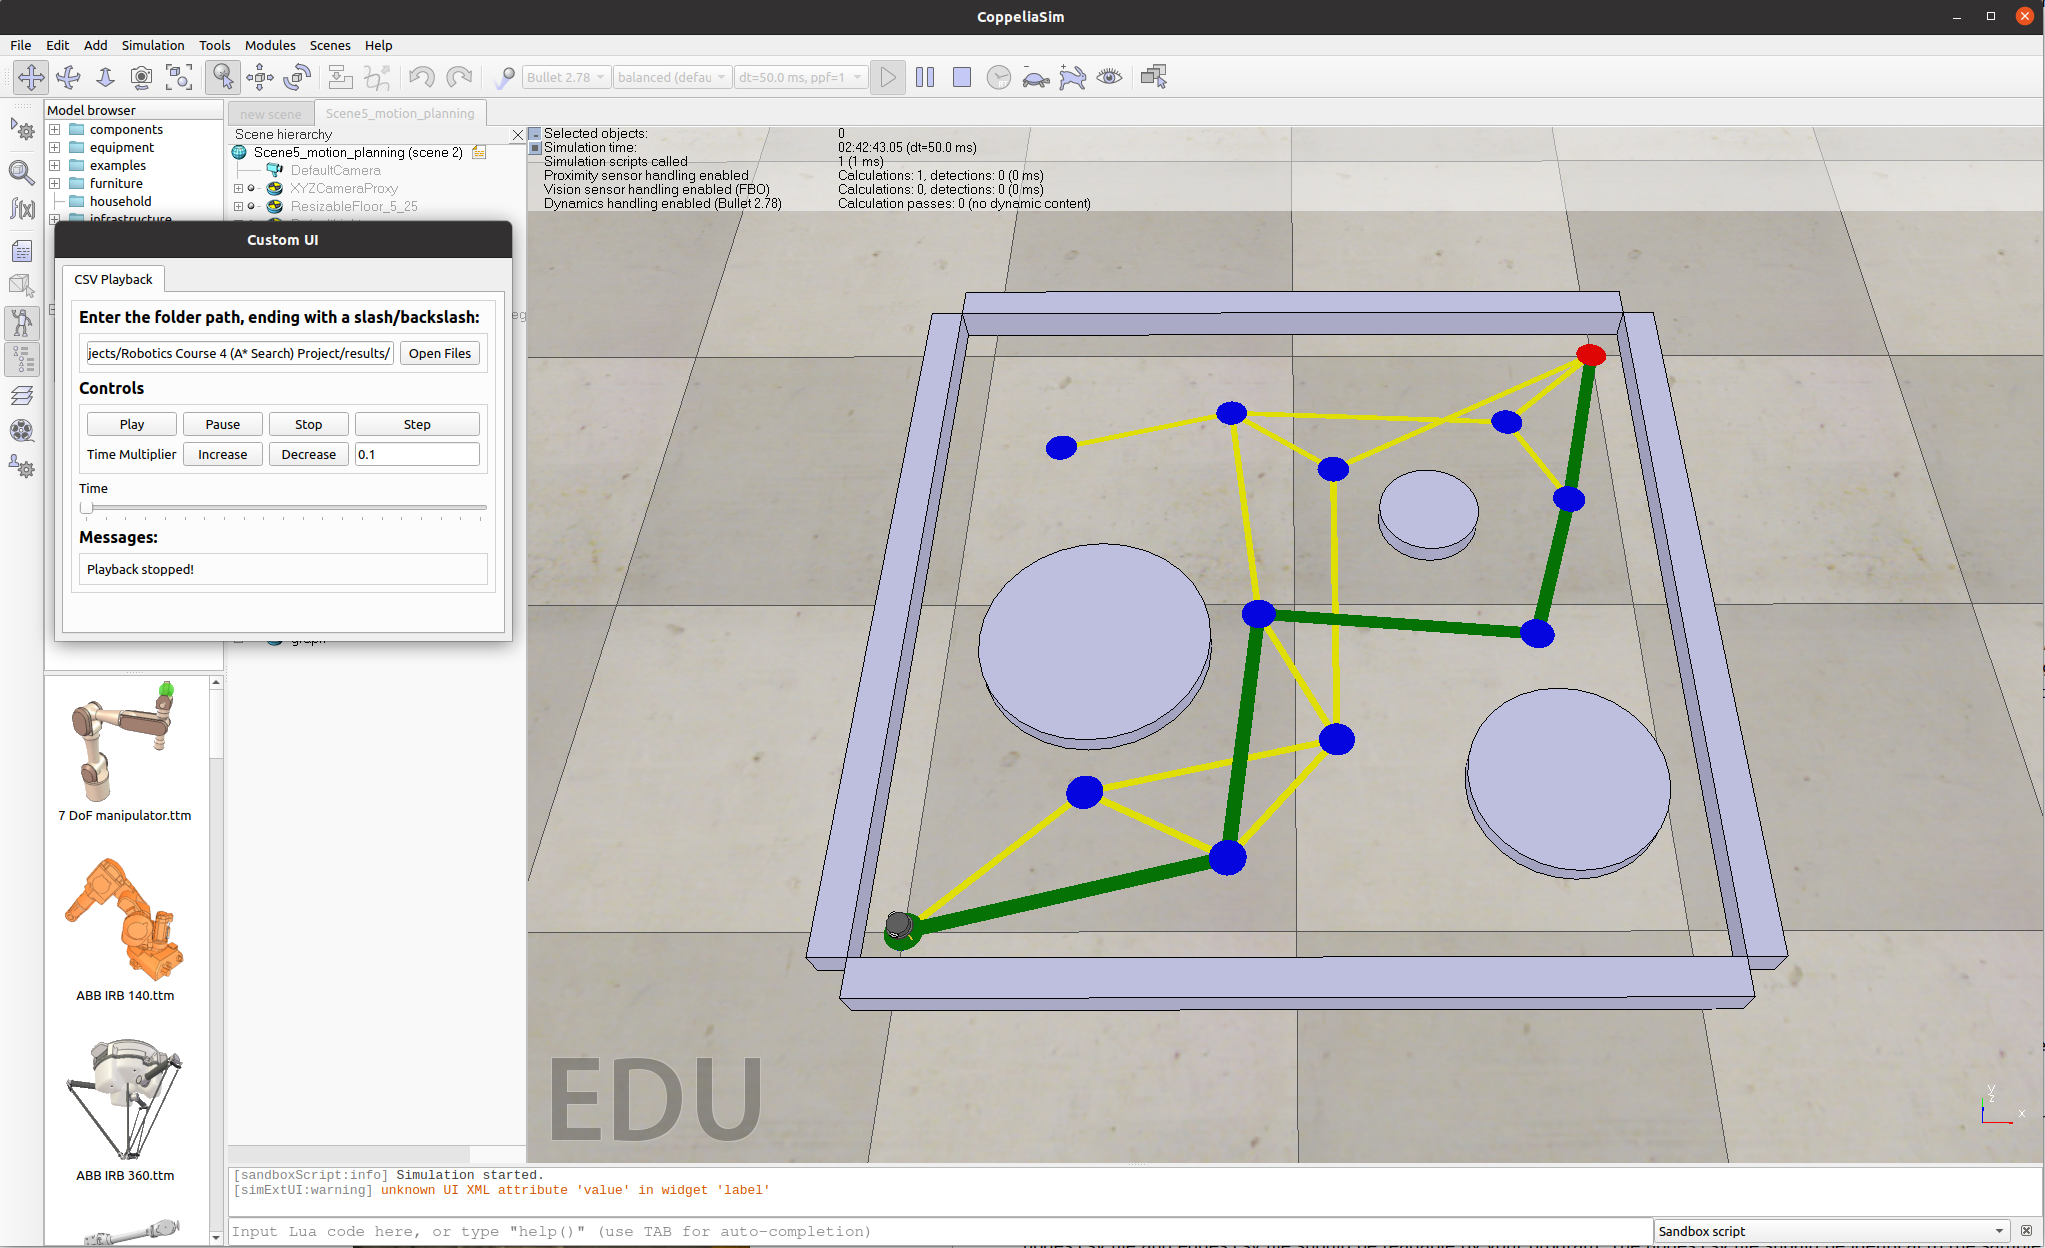 CoppeliaSim
File Edit Add Simulation Tools Modules Scenes Help
Bullet 2.78 balanced (defau dt=50.0 ms, ppf=1
Model browser
components
equipment
examples
furniture
household
infrastructure
new scene Scene5_motion_planning
Scene hierarchy
Scene5_motion_planning (scene 2)
DefaultCamera
XYZCameraProxy
ResizableFloor_5_25
graph
Selected objects: 0
Simulation time: 02:42:43.05 (dt=50.0 ms)
Simulation scripts called 1 (1 ms)
Proximity sensor handling enabled Calculations: 1, detections: 0 (0 ms)
Vision sensor handling enabled (FBO) Calculations: 0, detections: 0 (0 ms)
Dynamics handling enabled (Bullet 2.78) Calculation passes: 0 (no dynamic content)
Custom UI
CSV Playback
Enter the folder path, ending with a slash/backslash:
jects/Robotics Course 4 (A* Search) Project/results/ Open Files
Controls
Play Pause Stop Step
Time Multiplier Increase Decrease 0.1
Time
Messages:
Playback stopped!
7 DoF manipulator.ttm
ABB IRB 140.ttm
ABB IRB 360.ttm
EDU
y
z
x
[sandboxScript:info] Simulation started.
[simExtUI:warning] unknown UI XML attribute 'value' in widget 'label'
Input Lua code here, or type "help()" (use TAB for auto-completion)
Sandbox script